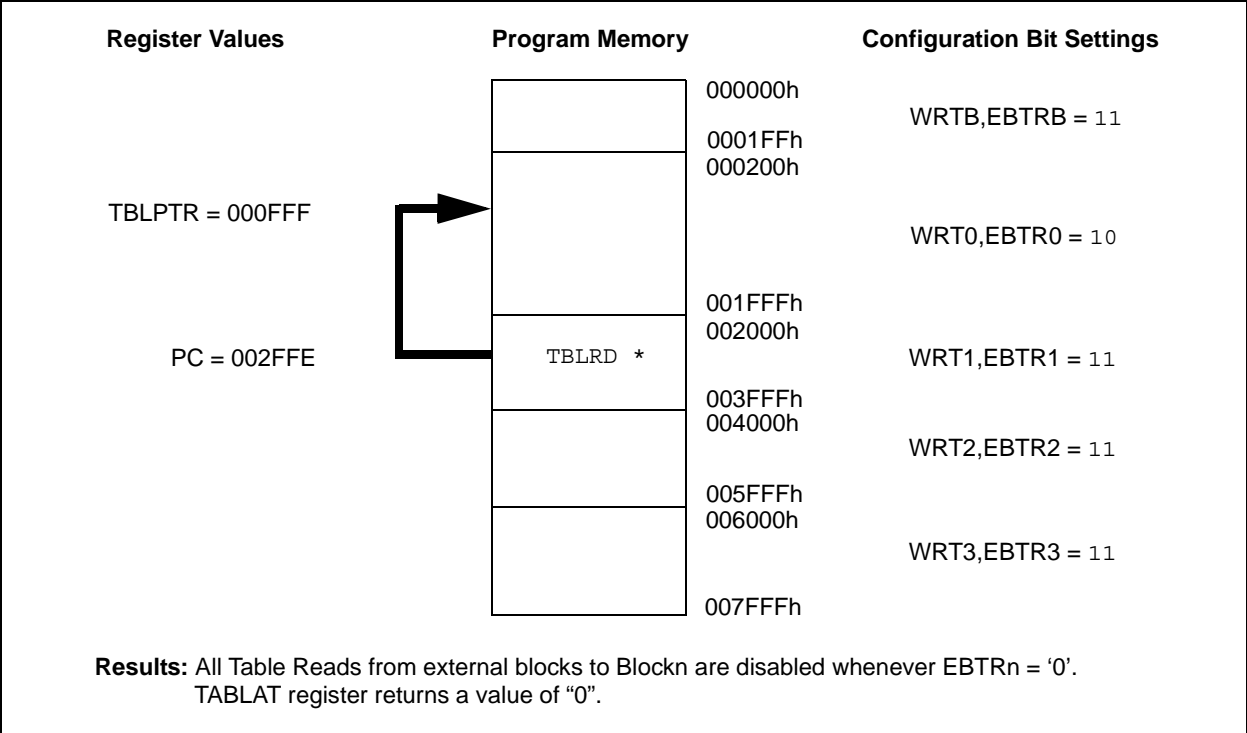 Register Values
Program Memory
Configuration Bit Settings
000000h
WRTB,EBTRB = 11
0001FFh
000200h
TBLPTR = 000FFF
WRT0,EBTR0 = 10
001FFFh
002000h
PC = 002FFE
TBLRD *
WRT1,EBTR1 = 11
003FFFh
004000h
WRT2,EBTR2 = 11
005FFFh
006000h
WRT3,EBTR3 = 11
007FFFh
Results: All Table Reads from external blocks to Blockn are disabled whenever EBTRn = ‘0’.
TABLAT register returns a value of “0”.